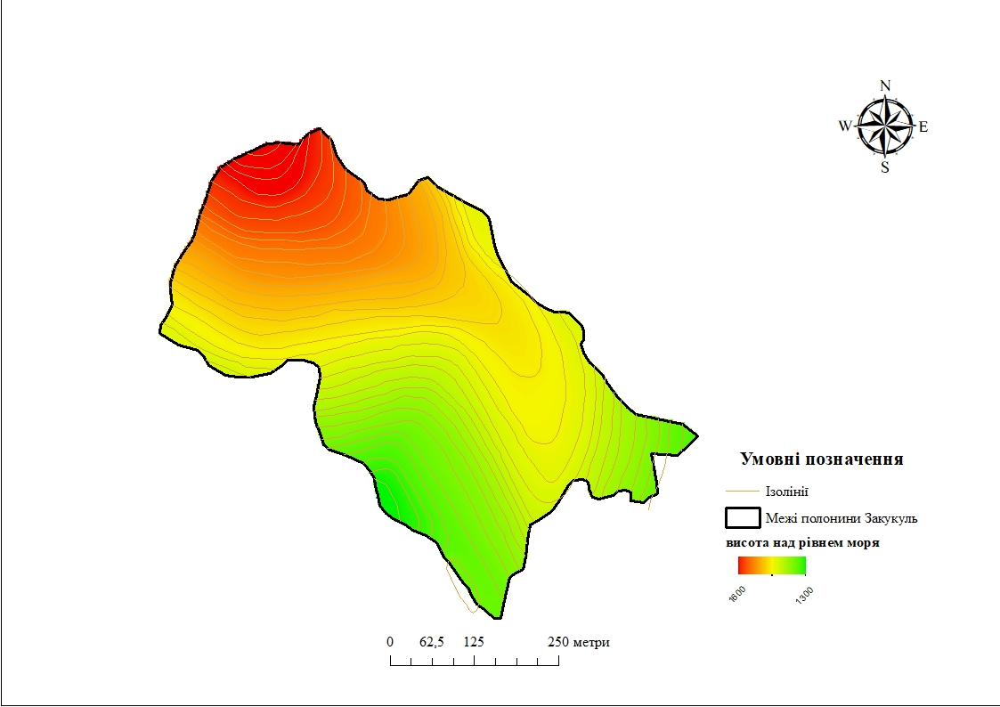 N
W E
S
Умовні позначення
Ізолінії
Межі полонини Закукуль
висота над рівнем моря
1600 1300
0 62,5 125 250 метри